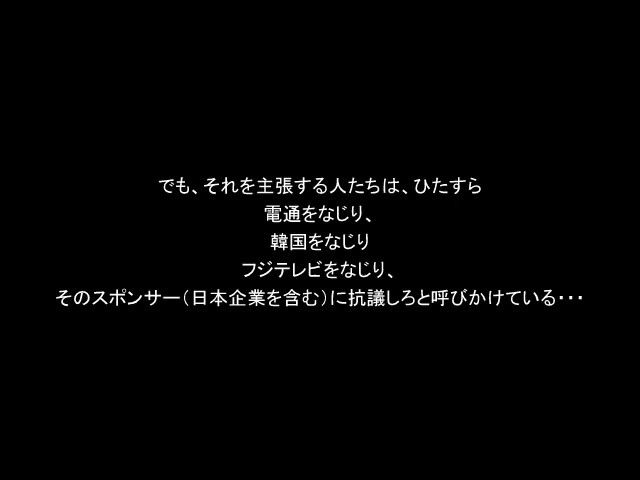 でも、それを主張する人たちは、ひたすら
電通をなじり、
韓国をなじり
フジテレビをなじり、
そのスポンサー（日本企業を含む）に抗議しろと呼びかけている・・・